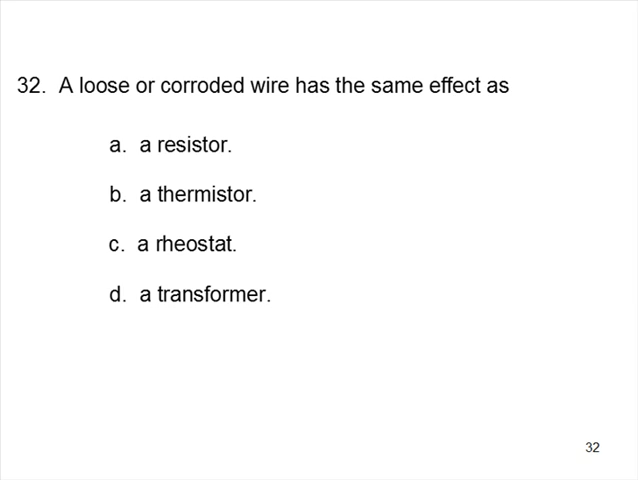 32. A loose or corroded wire has the same effect as
a. a resistor.
b. a thermistor.
c. a rheostat.
d. a transformer.
32